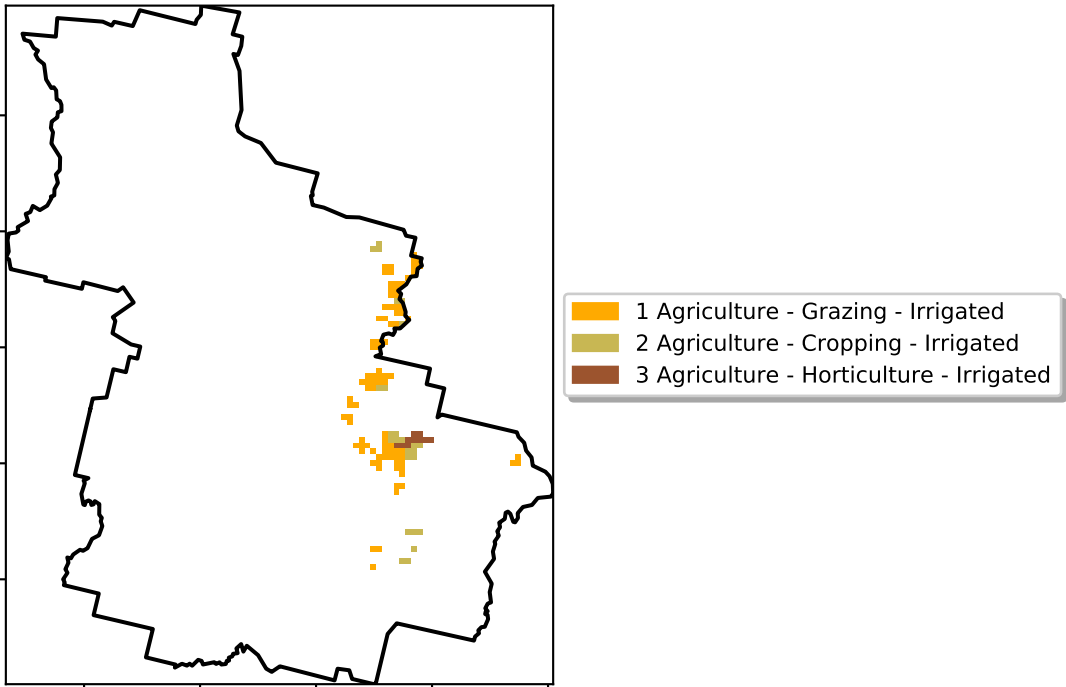 1 Agriculture - Grazing - Irrigated
2 Agriculture - Cropping - Irrigated
3 Agriculture - Horticulture - Irrigated